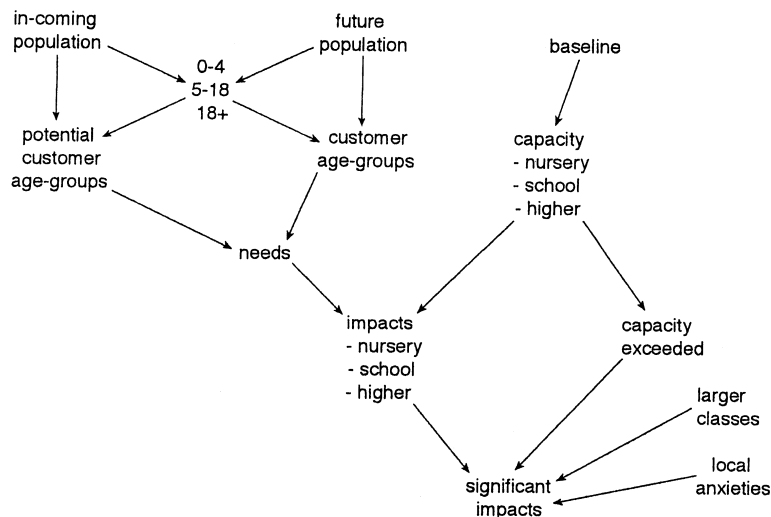 in-coming
population
future
population
baseline
0-4
5-18
18+
potential
customer
age-groups
customer
age-groups
capacity
- nursery
- school
- higher
needs
impacts
- nursery
- school
- higher
capacity
exceeded
larger
classes
significant
impacts
local
anxieties